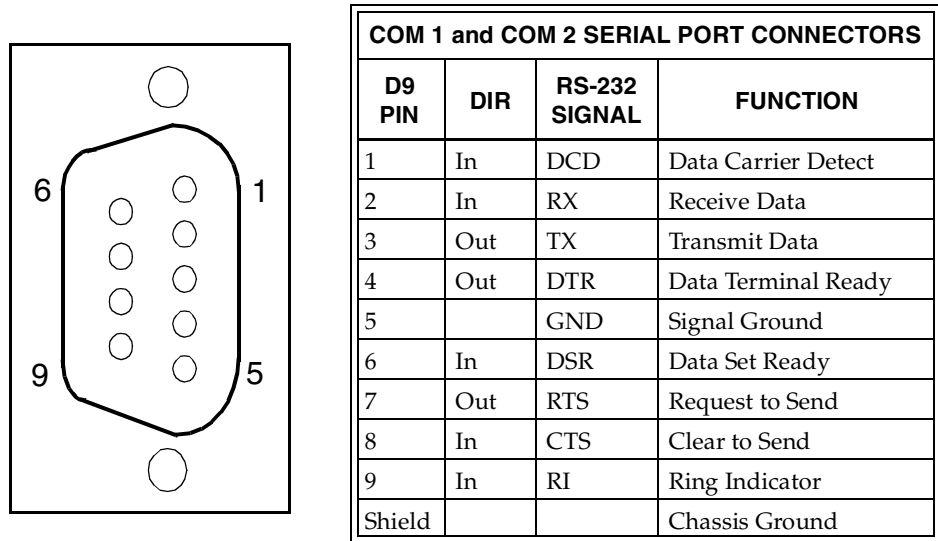 6 1
9 5
COM 1 and COM 2 SERIAL PORT CONNECTORS
D9 PIN DIR RS-232 SIGNAL FUNCTION
1 In DCD Data Carrier Detect
2 In RX Receive Data
3 Out TX Transmit Data
4 Out DTR Data Terminal Ready
5 GND Signal Ground
6 In DSR Data Set Ready
7 Out RTS Request to Send
8 In CTS Clear to Send
9 In RI Ring Indicator
Shield Chassis Ground